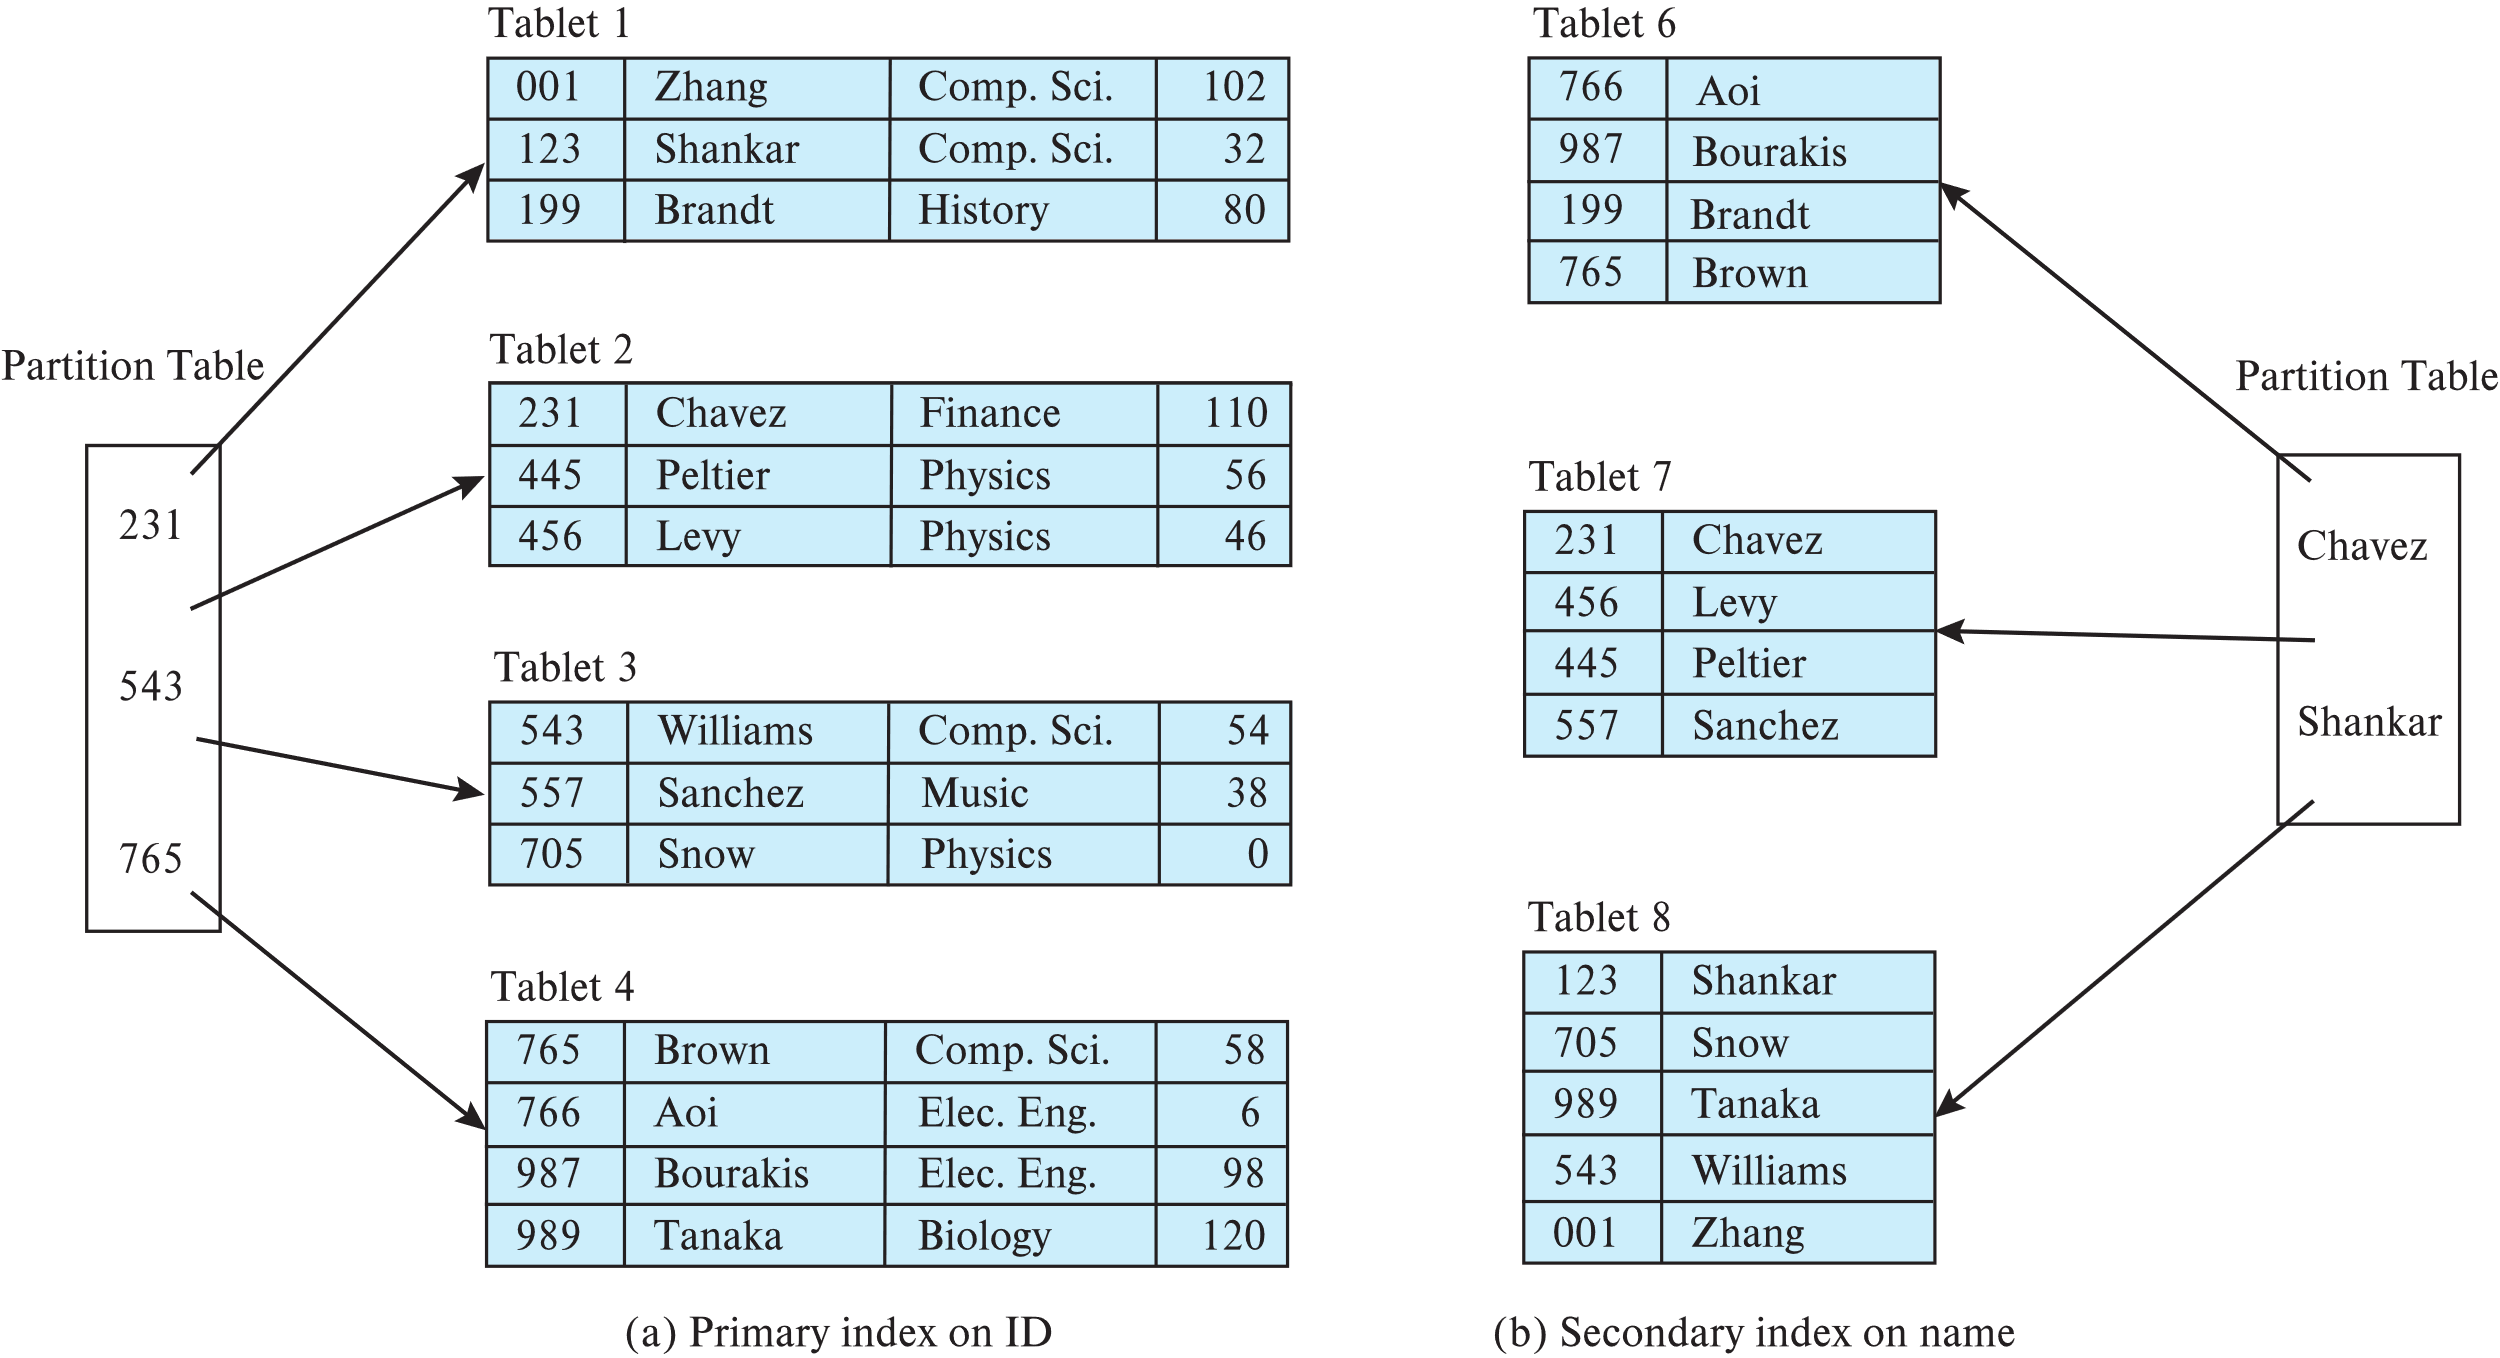 Partition Table
231
543
765
Tablet 1
001 Zhang Comp. Sci. 102
123 Shankar Comp. Sci. 32
199 Brandt History 80
Tablet 2
231 Chavez Finance 110
445 Peltier Physics 56
456 Levy Physics 46
Tablet 3
543 Williams Comp. Sci. 54
557 Sanchez Music 38
705 Snow Physics 0
Tablet 4
765 Brown Comp. Sci. 58
766 Aoi Elec. Eng. 6
987 Bourakis Elec. Eng. 98
989 Tanaka Biology 120
(a) Primary index on ID
Tablet 6
766 Aoi
987 Bourakis
199 Brandt
765 Brown
Tablet 7
231 Chavez
456 Levy
445 Peltier
557 Sanchez
Tablet 8
123 Shankar
705 Snow
989 Tanaka
543 Williams
001 Zhang
Partition Table
Chavez
Shankar
(b) Secondary index on name